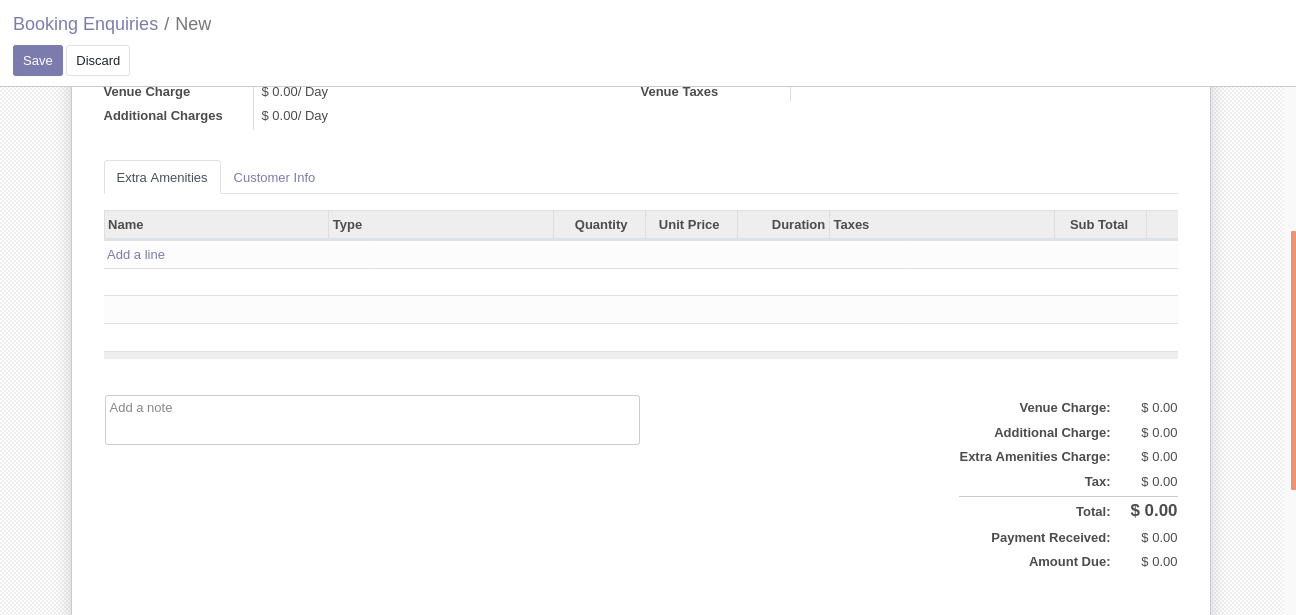 Booking Enquiries / New
Save Discard
Venue Charge $ 0.00/ Day Venue Taxes
Additional Charges $ 0.00/ Day
Extra Amenities Customer Info
Name Type Quantity Unit Price Duration Taxes Sub Total
Add a line
Add a note
Venue Charge: $ 0.00
Additional Charge: $ 0.00
Extra Amenities Charge: $ 0.00
Tax: $ 0.00
Total: $ 0.00
Payment Received: $ 0.00
Amount Due: $ 0.00